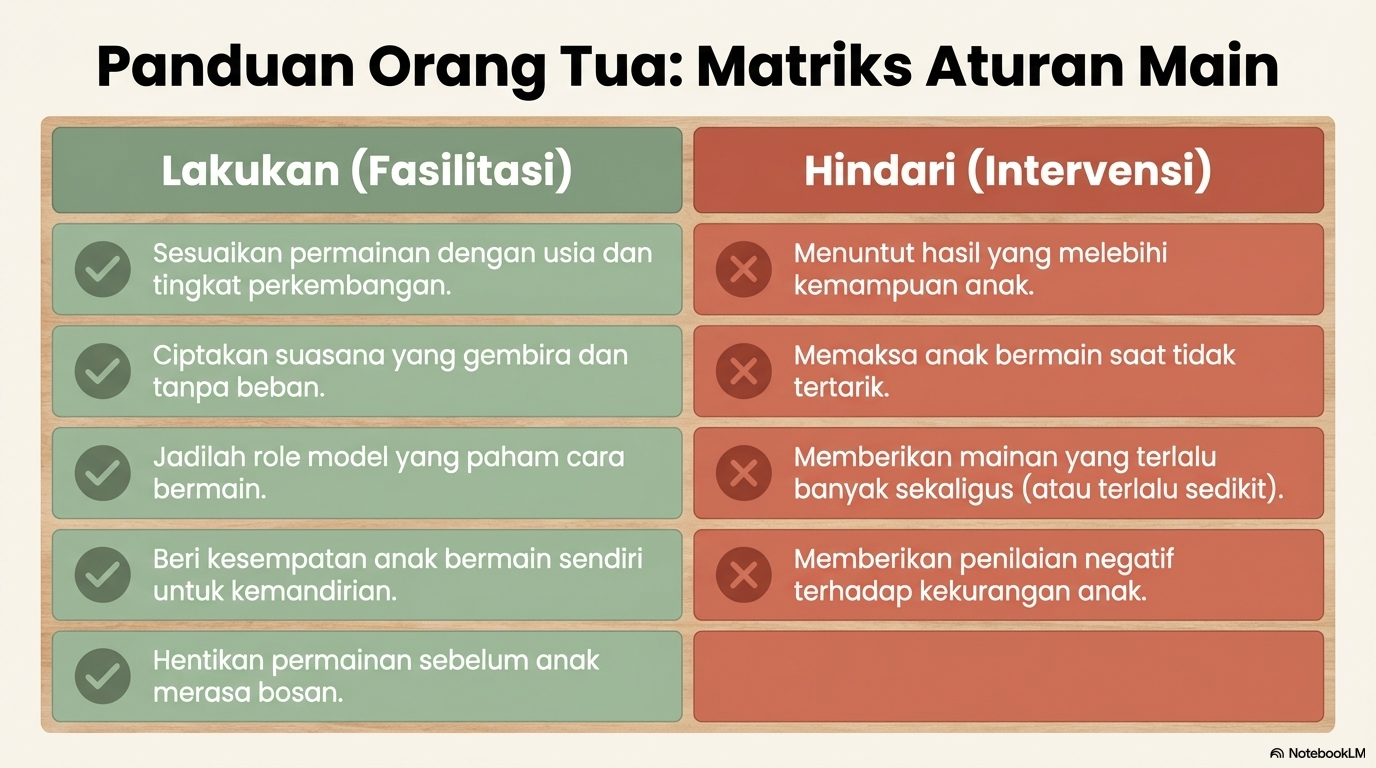 Panduan Orang Tua: Matriks Aturan Main
Lakukan (Fasilitasi)
Hindari (Intervensi)
Sesuaikan permainan dengan usia dan
tingkat perkembangan.
Menuntut hasil yang melebihi
kemampuan anak.
Ciptakan suasana yang gembira dan
tanpa beban.
Memaksa anak bermain saat tidak
tertarik.
Jadilah role model yang paham cara
bermain.
Memberikan mainan yang terlalu
banyak sekaligus (atau terlalu sedikit).
Beri kesempatan anak bermain sendiri
untuk kemandirian.
Memberikan penilaian negatif
terhadap kekurangan anak.
Hentikan permainan sebelum anak
merasa bosan.
NotebookLM